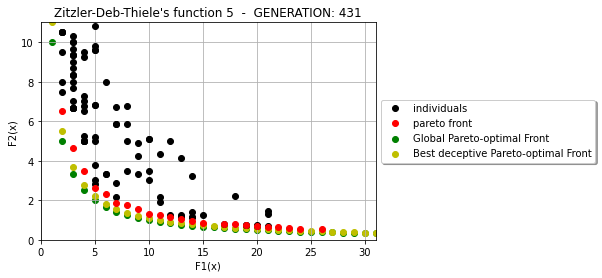 Zitzler-Deb-Thiele's function 5 - GENERATION: 431
F2(x)
10
8
6
4
2
0
0 5 10 15 20 25 30
F1(x)
individuals
pareto front
Global Pareto-optimal Front
Best deceptive Pareto-optimal Front